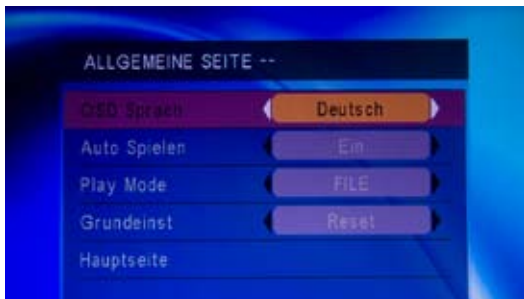 ALLGEMEINE SEITE --
OSD Sprach Deutsch
Auto Spielen Ein
Play Mode FILE
Grundeinst Reset
Hauptseite